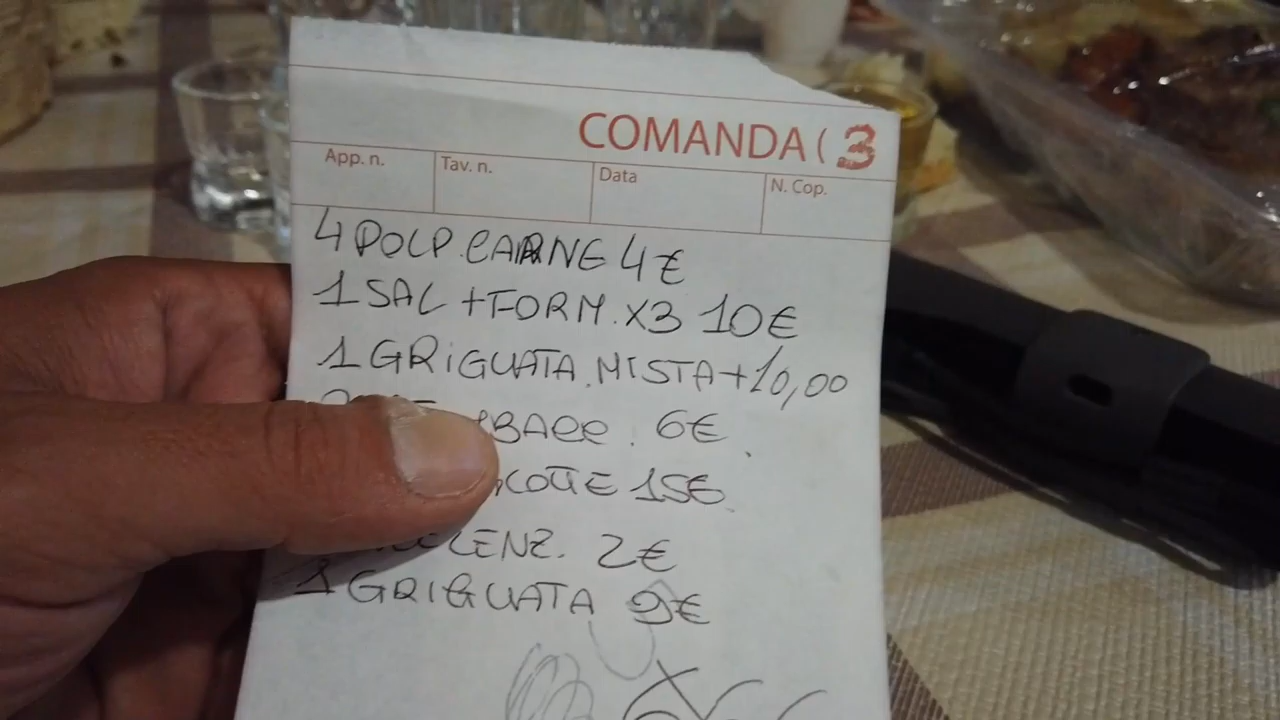 COMANDA ( 3
App. n. Tav. n. Data N. Cop.
4 POLP. CARNE 4€
1 SAL + FORM. X3 10€
1 GRIGLIATA. MISTA + 10,00
6€
15€
2€
1 GRIGLIATA 9€